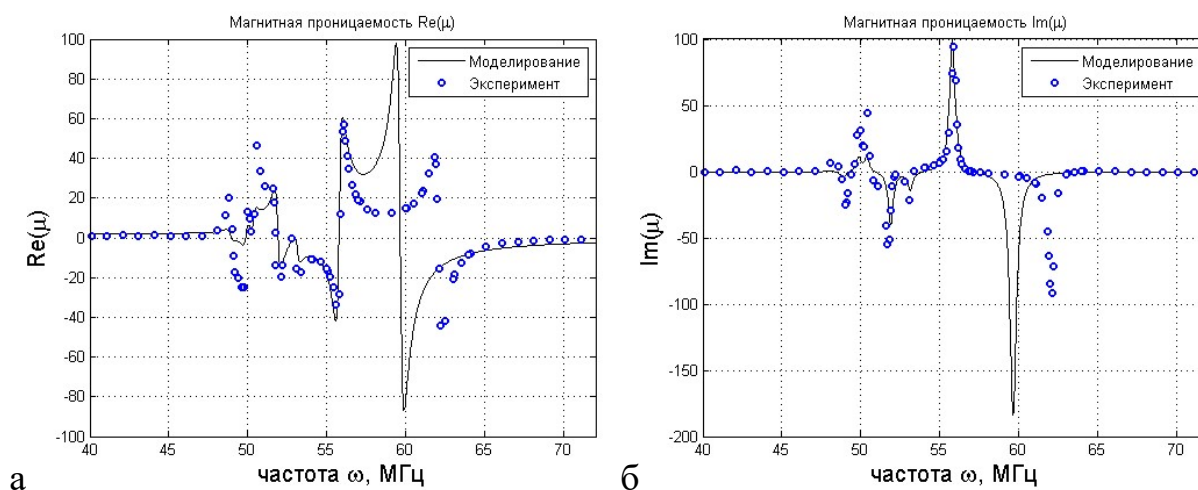 Магнитная проницаемость Re(μ)
Моделирование
Эксперимент
Re(μ)
100
80
60
40
20
0
-20
-40
-60
-80
-100
40 45 50 55 60 65 70
частота ω, МГц
а
Магнитная проницаемость Im(μ)
Моделирование
Эксперимент
Im(μ)
100
50
0
-50
-100
-150
-200
40 45 50 55 60 65 70
частота ω, МГц
б